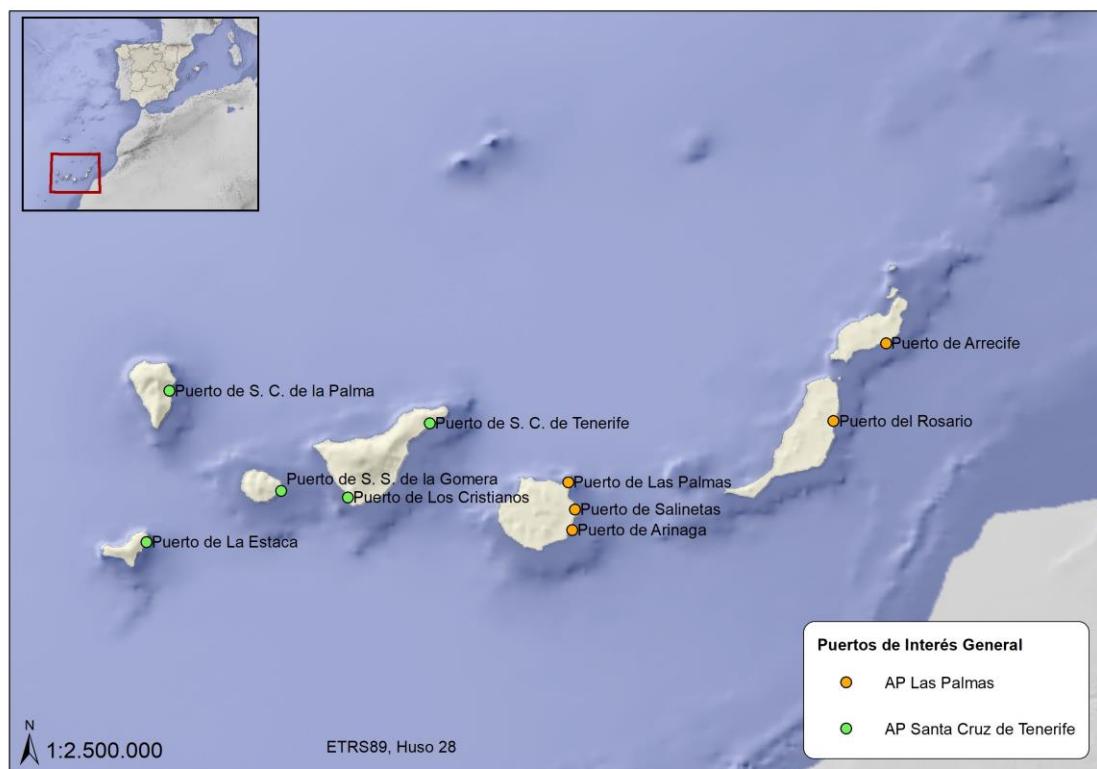 Puerto de Arrecife
Puerto de S. C. de la Palma
Puerto de S. C. de Tenerife
Puerto del Rosario
Puerto de S. S. de la Gomera
Puerto de Las Palmas
Puerto de Los Cristianos
Puerto de Salinetas
Puerto de Arinaga
Puerto de La Estaca
Puertos de Interés General
AP Las Palmas
AP Santa Cruz de Tenerife
N
1:2.500.000
ETRS89, Huso 28